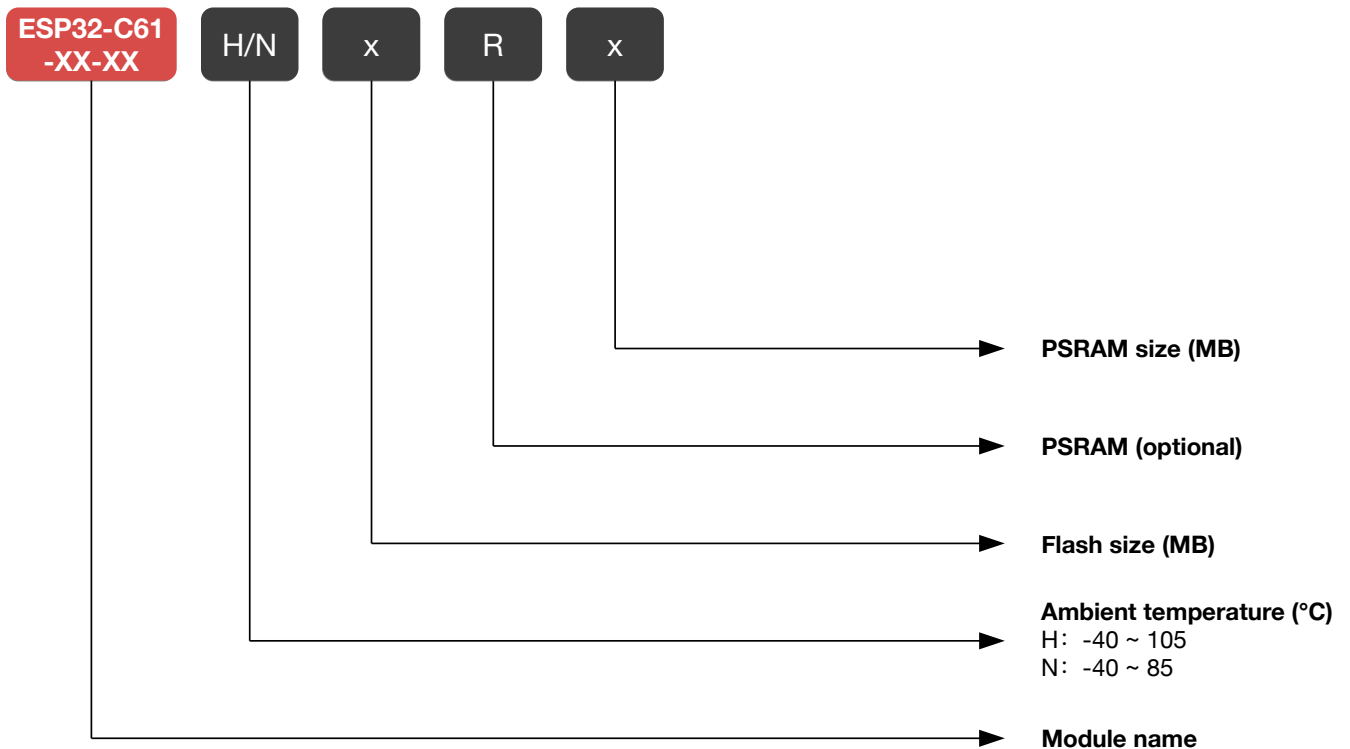 ESP32-C61
-XX-XX
H/N
x
R
x
PSRAM size (MB)
PSRAM (optional)
Flash size (MB)
Ambient temperature (°C)
H：-40 ~ 105
N：-40 ~ 85
Module name